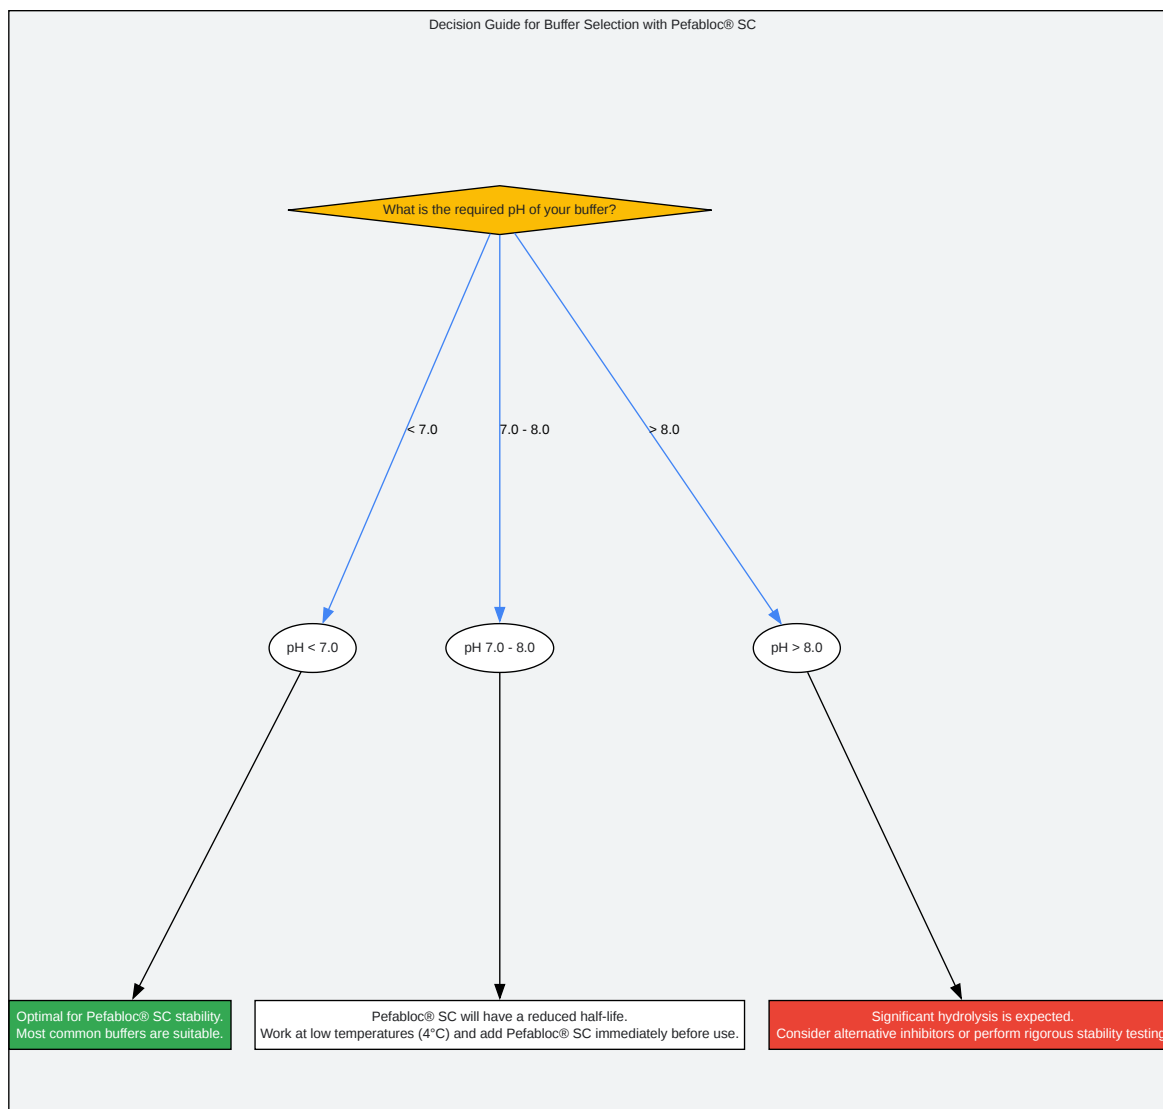 Decision Guide for Buffer Selection with Pefabloc® SC
What is the required pH of your buffer?
< 7.0
7.0 - 8.0
> 8.0
pH < 7.0
pH 7.0 - 8.0
pH > 8.0
Optimal for Pefabloc® SC stability.
Most common buffers are suitable.
Pefabloc® SC will have a reduced half-life.
Work at low temperatures (4°C) and add Pefabloc® SC immediately before use.
Significant hydrolysis is expected.
Consider alternative inhibitors or perform rigorous stability testing